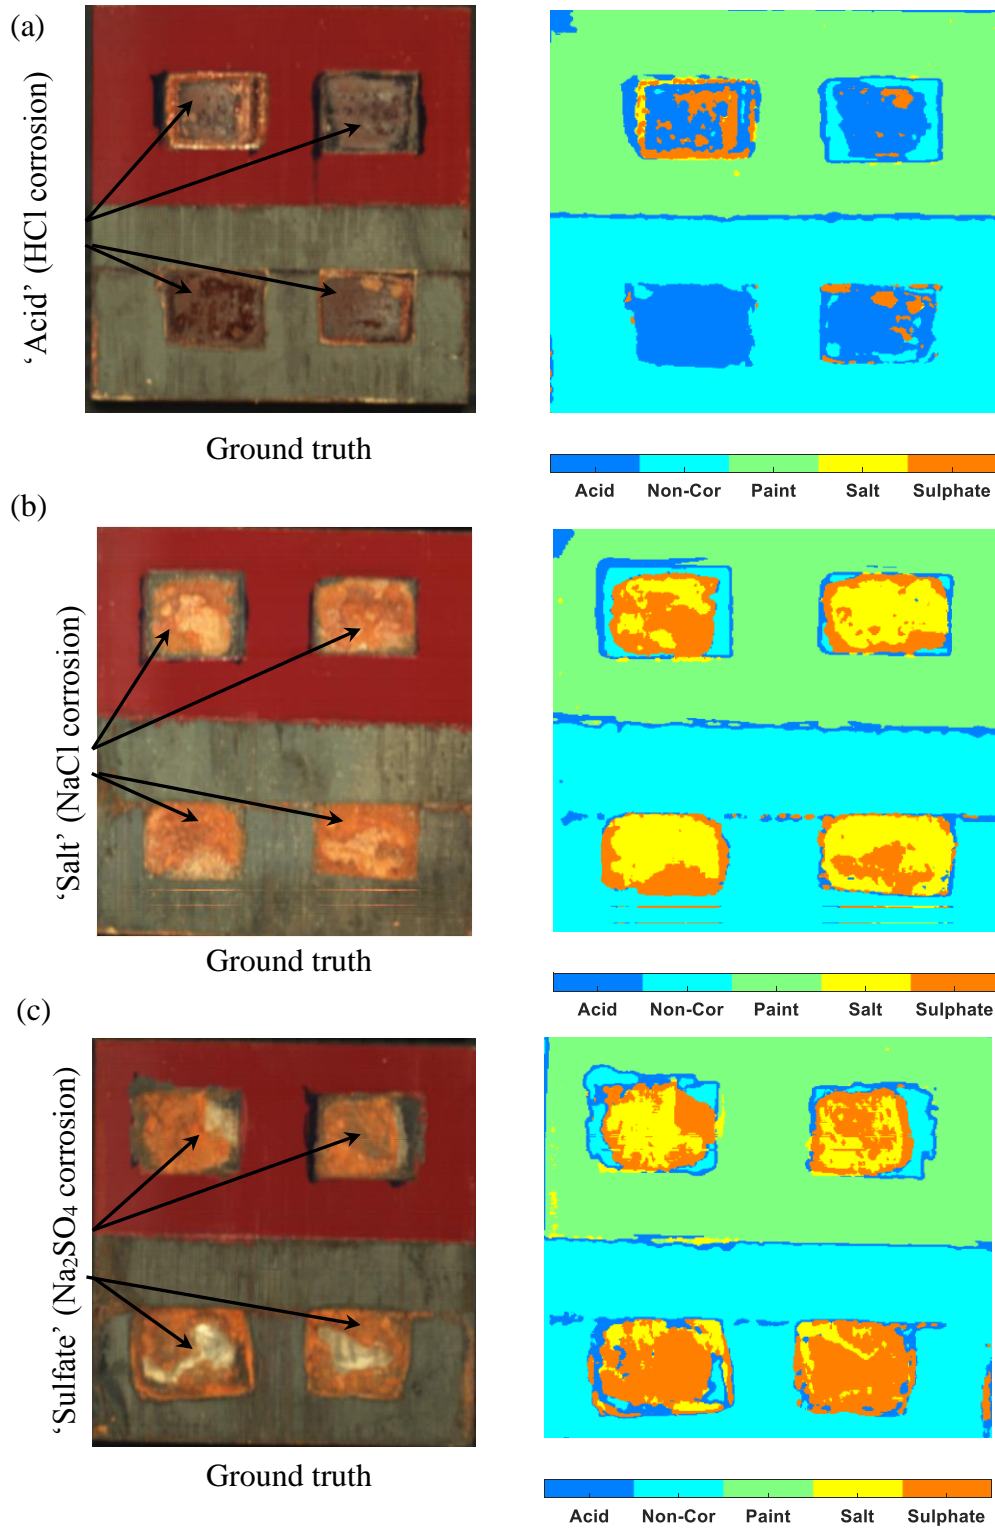 (a)
‘Acid’ (HCl corrosion)
Ground truth
Acid Non-Cor Paint Salt Sulphate
(b)
‘Salt’ (NaCl corrosion)
Ground truth
Acid Non-Cor Paint Salt Sulphate
(c)
‘Sulfate’ (Na₂SO₄ corrosion)
Ground truth
Acid Non-Cor Paint Salt Sulphate